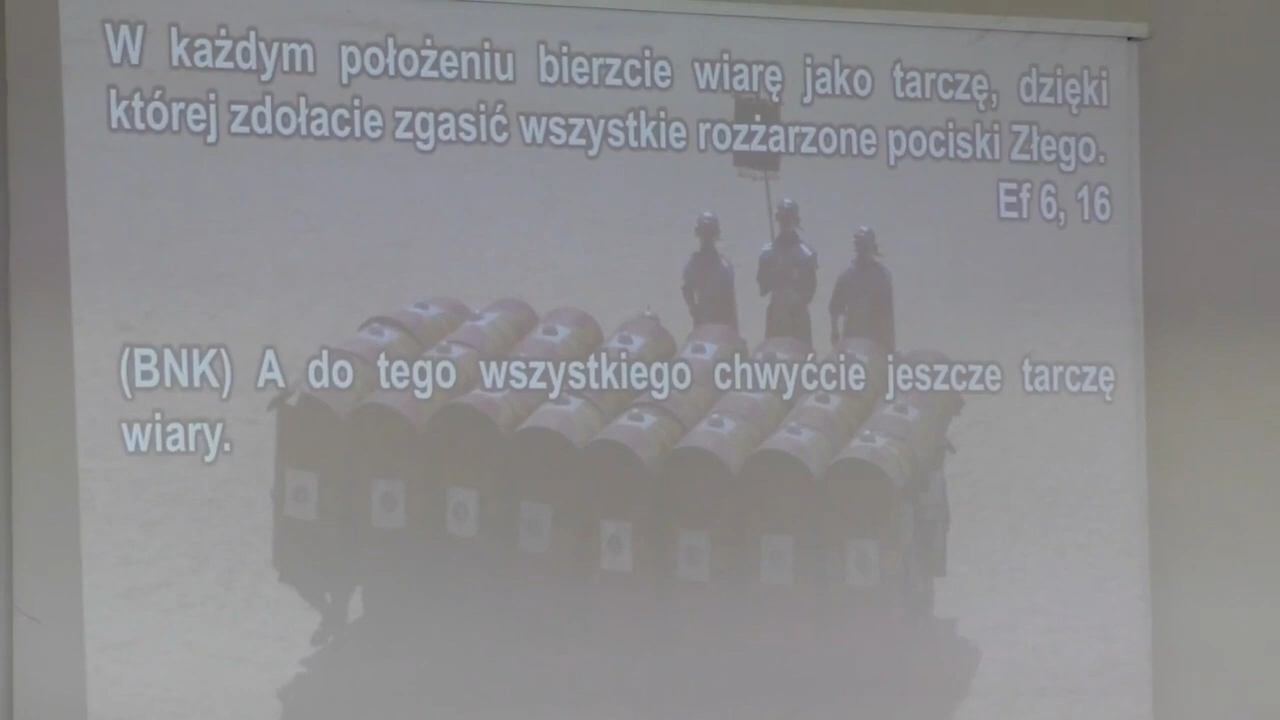 W każdym położeniu bierzcie wiarę jako tarczę, dzięki
której zdołacie zgasić wszystkie rozżarzone pociski Złego.
Ef 6, 16
(BNK) A do tego wszystkiego chwyćcie jeszcze tarczę
wiary.